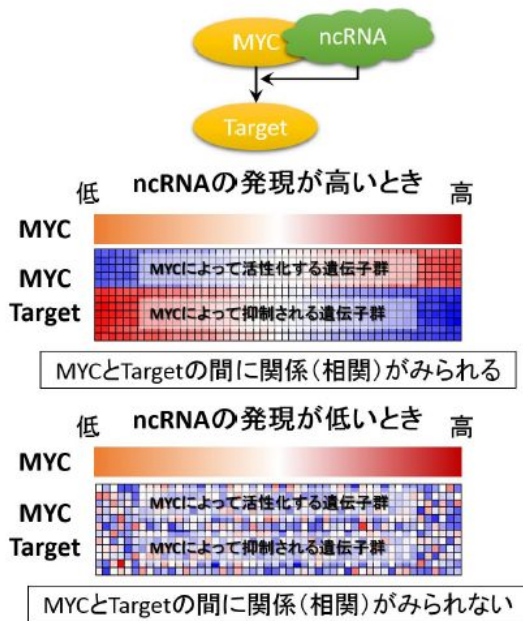 MYC
ncRNA
Target
ncRNAの発現が高いとき
低
高
MYC
MYC
Target
MYCによって活性化する遺伝子群
MYCによって抑制される遺伝子群
MYCとTargetの間に関係(相関)がみられる
ncRNAの発現が低いとき
低
高
MYC
MYC
Target
MYCによって活性化する遺伝子群
MYCによって抑制される遺伝子群
MYCとTargetの間に関係(相関)がみられない